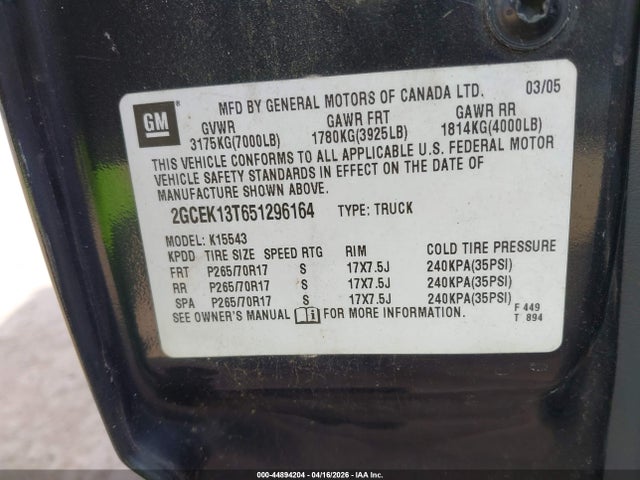 GM ®
MFD BY GENERAL MOTORS OF CANADA LTD. 03/05
GVWR GAWR FRT GAWR RR
3175KG(7000LB) 1780KG(3925LB) 1814KG(4000LB)
THIS VEHICLE CONFORMS TO ALL APPLICABLE U.S. FEDERAL MOTOR
VEHICLE SAFETY STANDARDS IN EFFECT ON THE DATE OF
MANUFACTURE SHOWN ABOVE.
2GCEK13T651296164 TYPE: TRUCK
MODEL: K15543
KPDD TIRE SIZE SPEED RTG RIM COLD TIRE PRESSURE
FRT P265/70R17 S 17X7.5J 240KPA(35PSI)
RR P265/70R17 S 17X7.5J 240KPA(35PSI)
SPA P265/70R17 S 17X7.5J 240KPA(35PSI)
SEE OWNER'S MANUAL i FOR MORE INFORMATION.
F 449
T 894
000-44894204 - 04/16/2026 - IAA Inc.